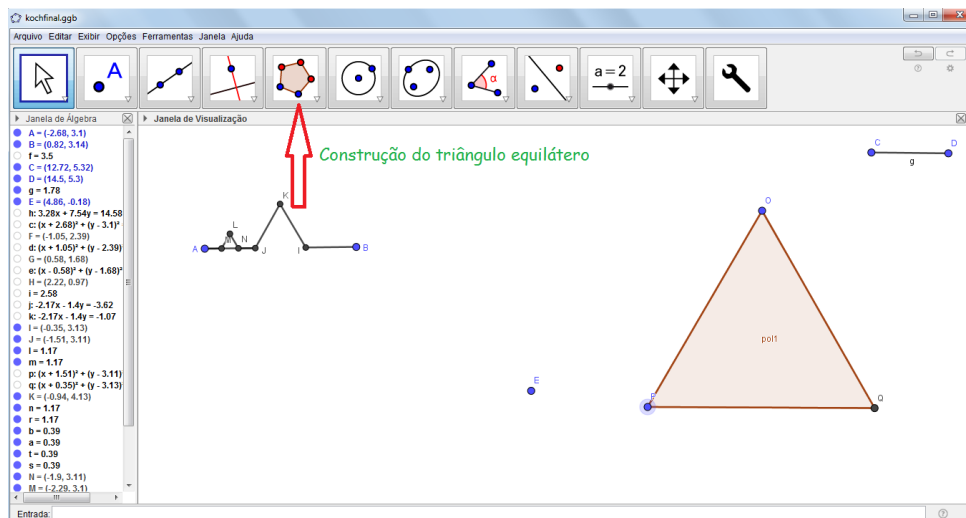 kochfinal.ggb
Arquivo Editar Exibir Opções Ferramentas Janela Ajuda
A
α
a = 2
Janela de Álgebra
Janela de Visualização
A = (-2.68, 3.1)
B = (0.82, 3.14)
f = 3.5
C = (12.72, 5.32)
D = (14.5, 5.3)
g = 1.78
E = (4.86, -0.18)
h: 3.28x + 7.54y = 14.58
c: (x + 2.68)² + (y - 3.1)²
F = (-1.05, 2.39)
d: (x + 1.05)² + (y - 2.39)
G = (0.58, 1.68)
e: (x - 0.58)² + (y - 1.68)²
H = (2.22, 0.97)
i = 2.58
j: -2.17x - 1.4y = -3.62
k: -2.17x - 1.4y = -1.07
I = (-0.35, 3.13)
J = (-1.51, 3.11)
l = 1.17
m = 1.17
p: (x + 1.51)² + (y - 3.11)
q: (x + 0.35)² + (y - 3.13)
K = (-0.94, 4.13)
n = 1.17
r = 1.17
b = 0.39
a = 0.39
t = 0.39
s = 0.39
N = (-1.9, 3.11)
M = (-2.29, 3.1)
Construção do triângulo equilátero
C
D
g
K
L
M
N
A
J
I
B
O
pol1
E
P
Q
Entrada: